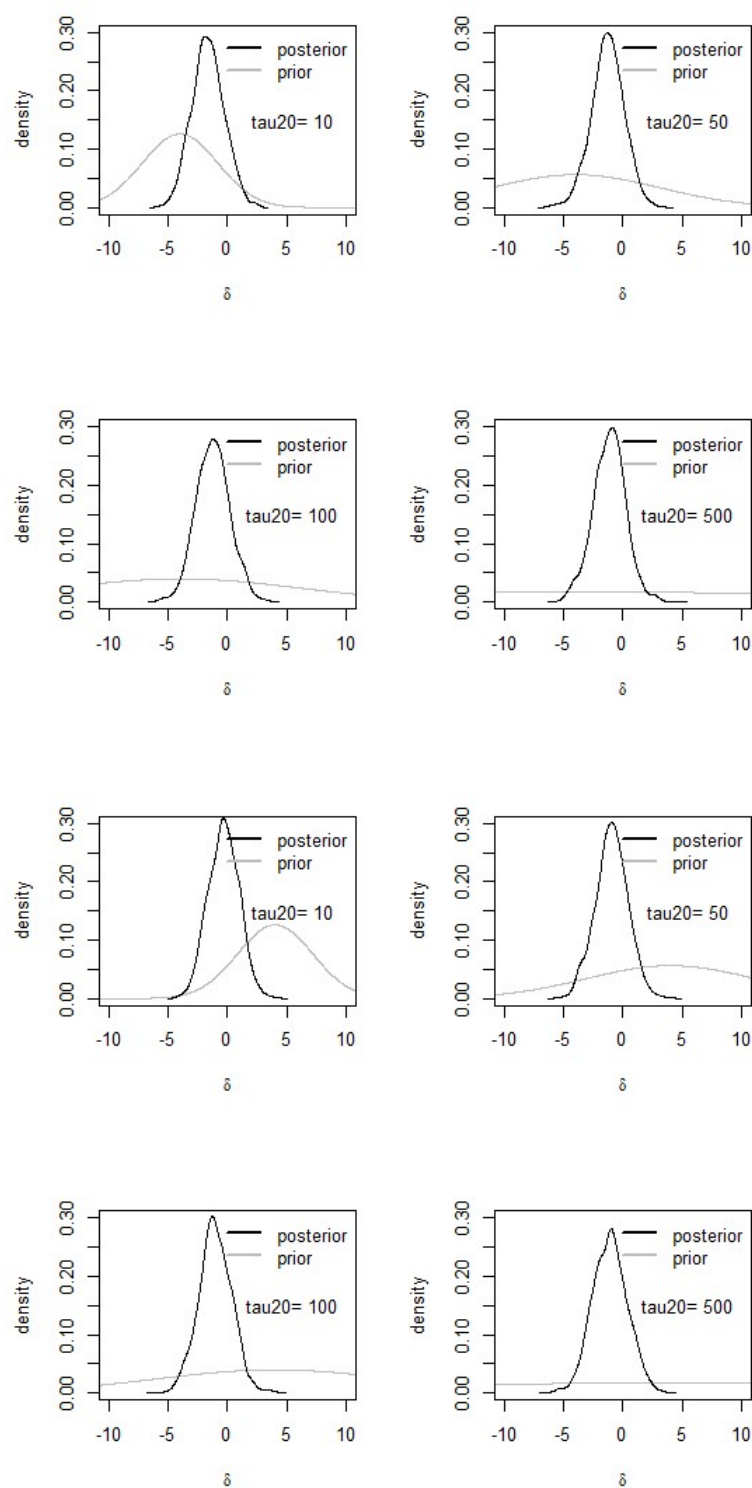 density
0.00 0.10 0.20 0.30
posterior
prior
tau20= 10
-10 -5 0 5 10
δ
density
0.00 0.10 0.20 0.30
posterior
prior
tau20= 50
-10 -5 0 5 10
δ
density
0.00 0.10 0.20 0.30
posterior
prior
tau20= 100
-10 -5 0 5 10
δ
density
0.00 0.10 0.20 0.30
posterior
prior
tau20= 500
-10 -5 0 5 10
δ
density
0.00 0.10 0.20 0.30
posterior
prior
tau20= 10
-10 -5 0 5 10
δ
density
0.00 0.10 0.20 0.30
posterior
prior
tau20= 50
-10 -5 0 5 10
δ
density
0.00 0.10 0.20 0.30
posterior
prior
tau20= 100
-10 -5 0 5 10
δ
density
0.00 0.10 0.20 0.30
posterior
prior
tau20= 500
-10 -5 0 5 10
δ